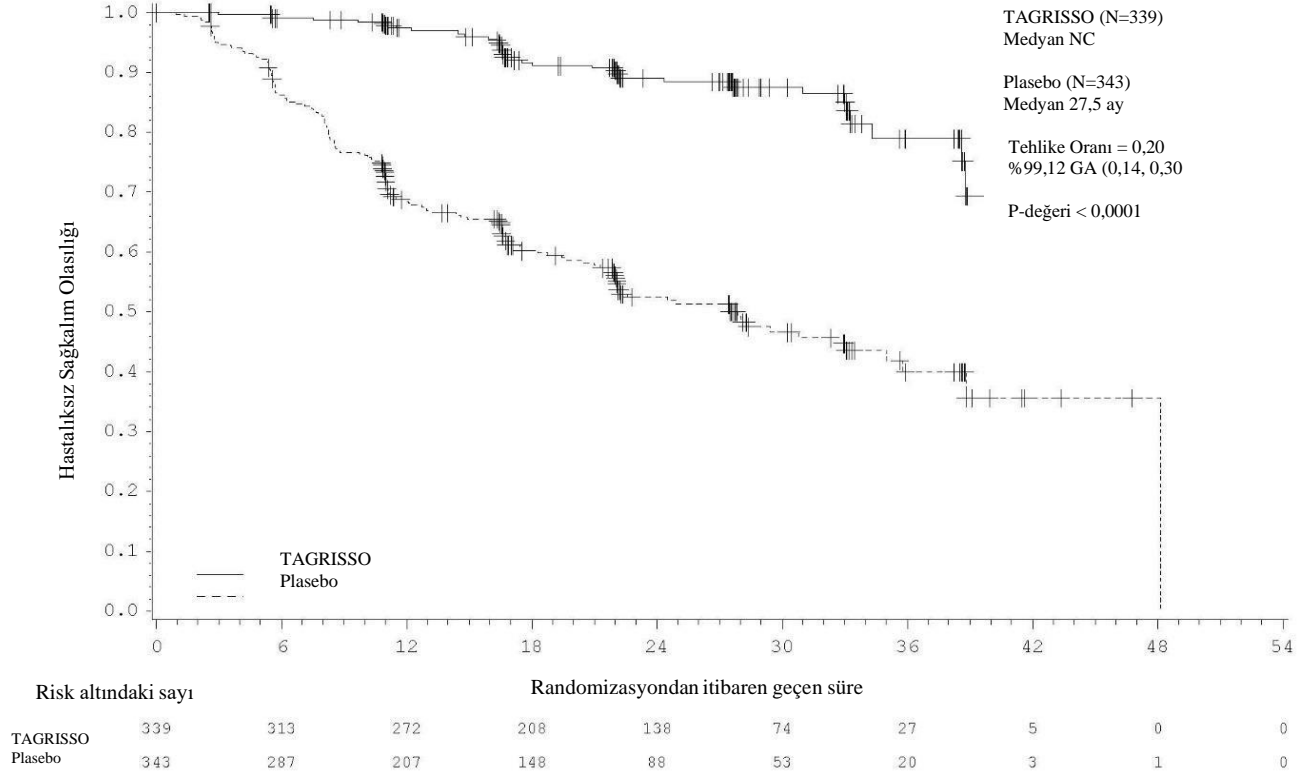 TAGRISSO (N=339)
Medyan NC
Plasebo (N=343)
Medyan 27,5 ay
Tehlike Oranı = 0,20
%99,12 GA (0,14, 0,30
P-değeri < 0,0001
Hastalıksız Sağkalım Olasılığı
1.0
0.9
0.8
0.7
0.6
0.5
0.4
0.3
0.2
0.1
0.0
TAGRISSO
Plasebo
0 6 12 18 24 30 36 42 48 54
Risk altındaki sayı
Randomizasyondan itibaren geçen süre
TAGRISSO 339 313 272 208 138 74 27 5 0 0
Plasebo 343 287 207 148 88 53 20 3 1 0